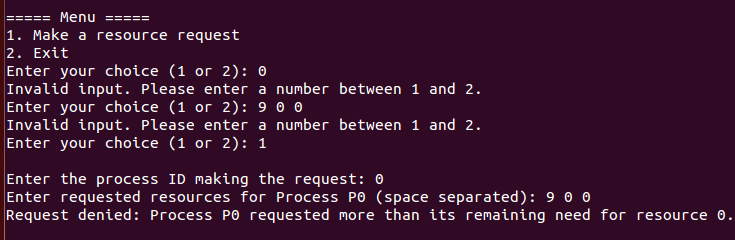 ===== Menu =====
1. Make a resource request
2. Exit
Enter your choice (1 or 2): 0
Invalid input. Please enter a number between 1 and 2.
Enter your choice (1 or 2): 9 0 0
Invalid input. Please enter a number between 1 and 2.
Enter your choice (1 or 2): 1
Enter the process ID making the request: 0
Enter requested resources for Process P0 (space separated): 9 0 0
Request denied: Process P0 requested more than its remaining need for resource 0.